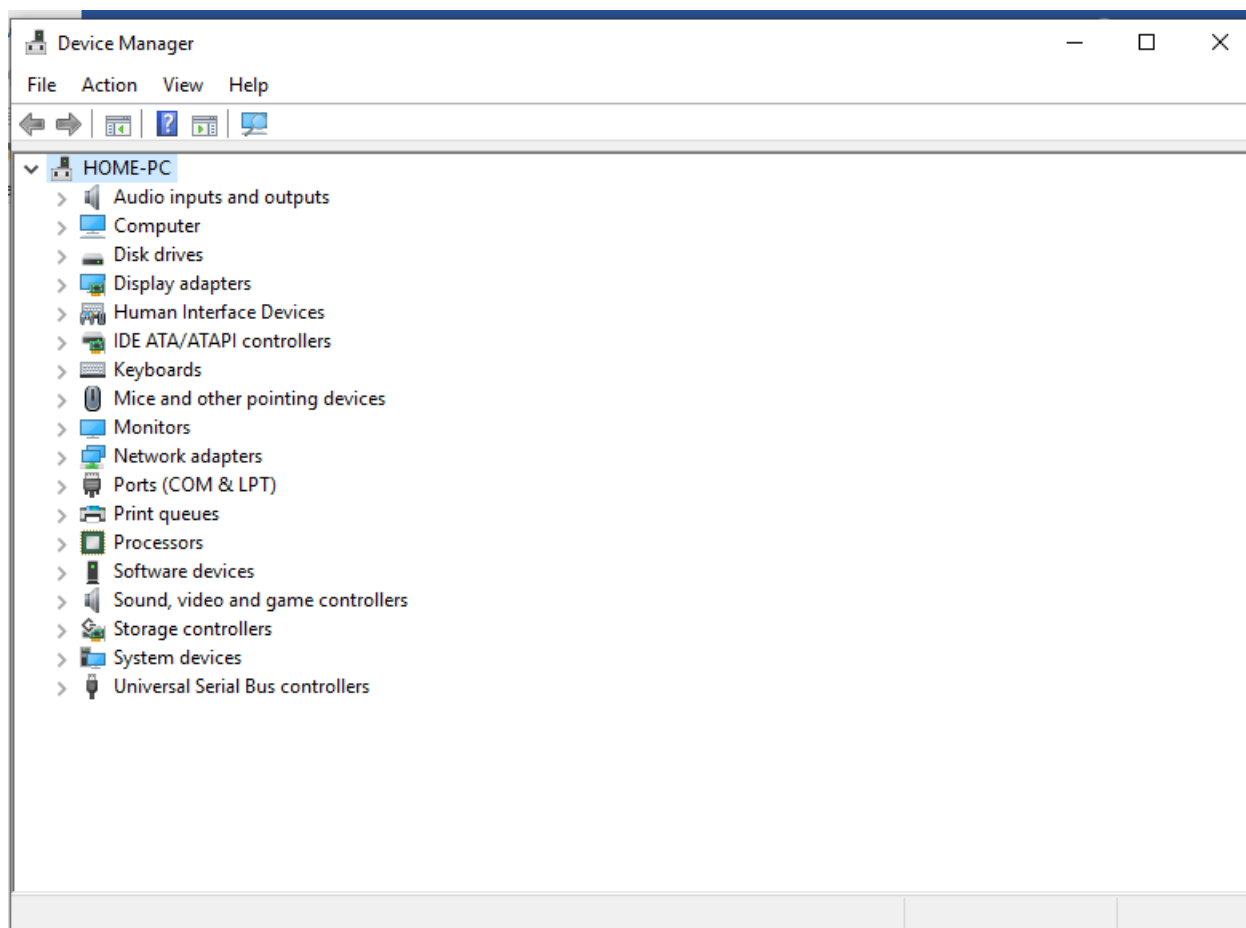 Device Manager
File Action View Help
HOME-PC
Audio inputs and outputs
Computer
Disk drives
Display adapters
Human Interface Devices
IDE ATA/ATAPI controllers
Keyboards
Mice and other pointing devices
Monitors
Network adapters
Ports (COM & LPT)
Print queues
Processors
Software devices
Sound, video and game controllers
Storage controllers
System devices
Universal Serial Bus controllers